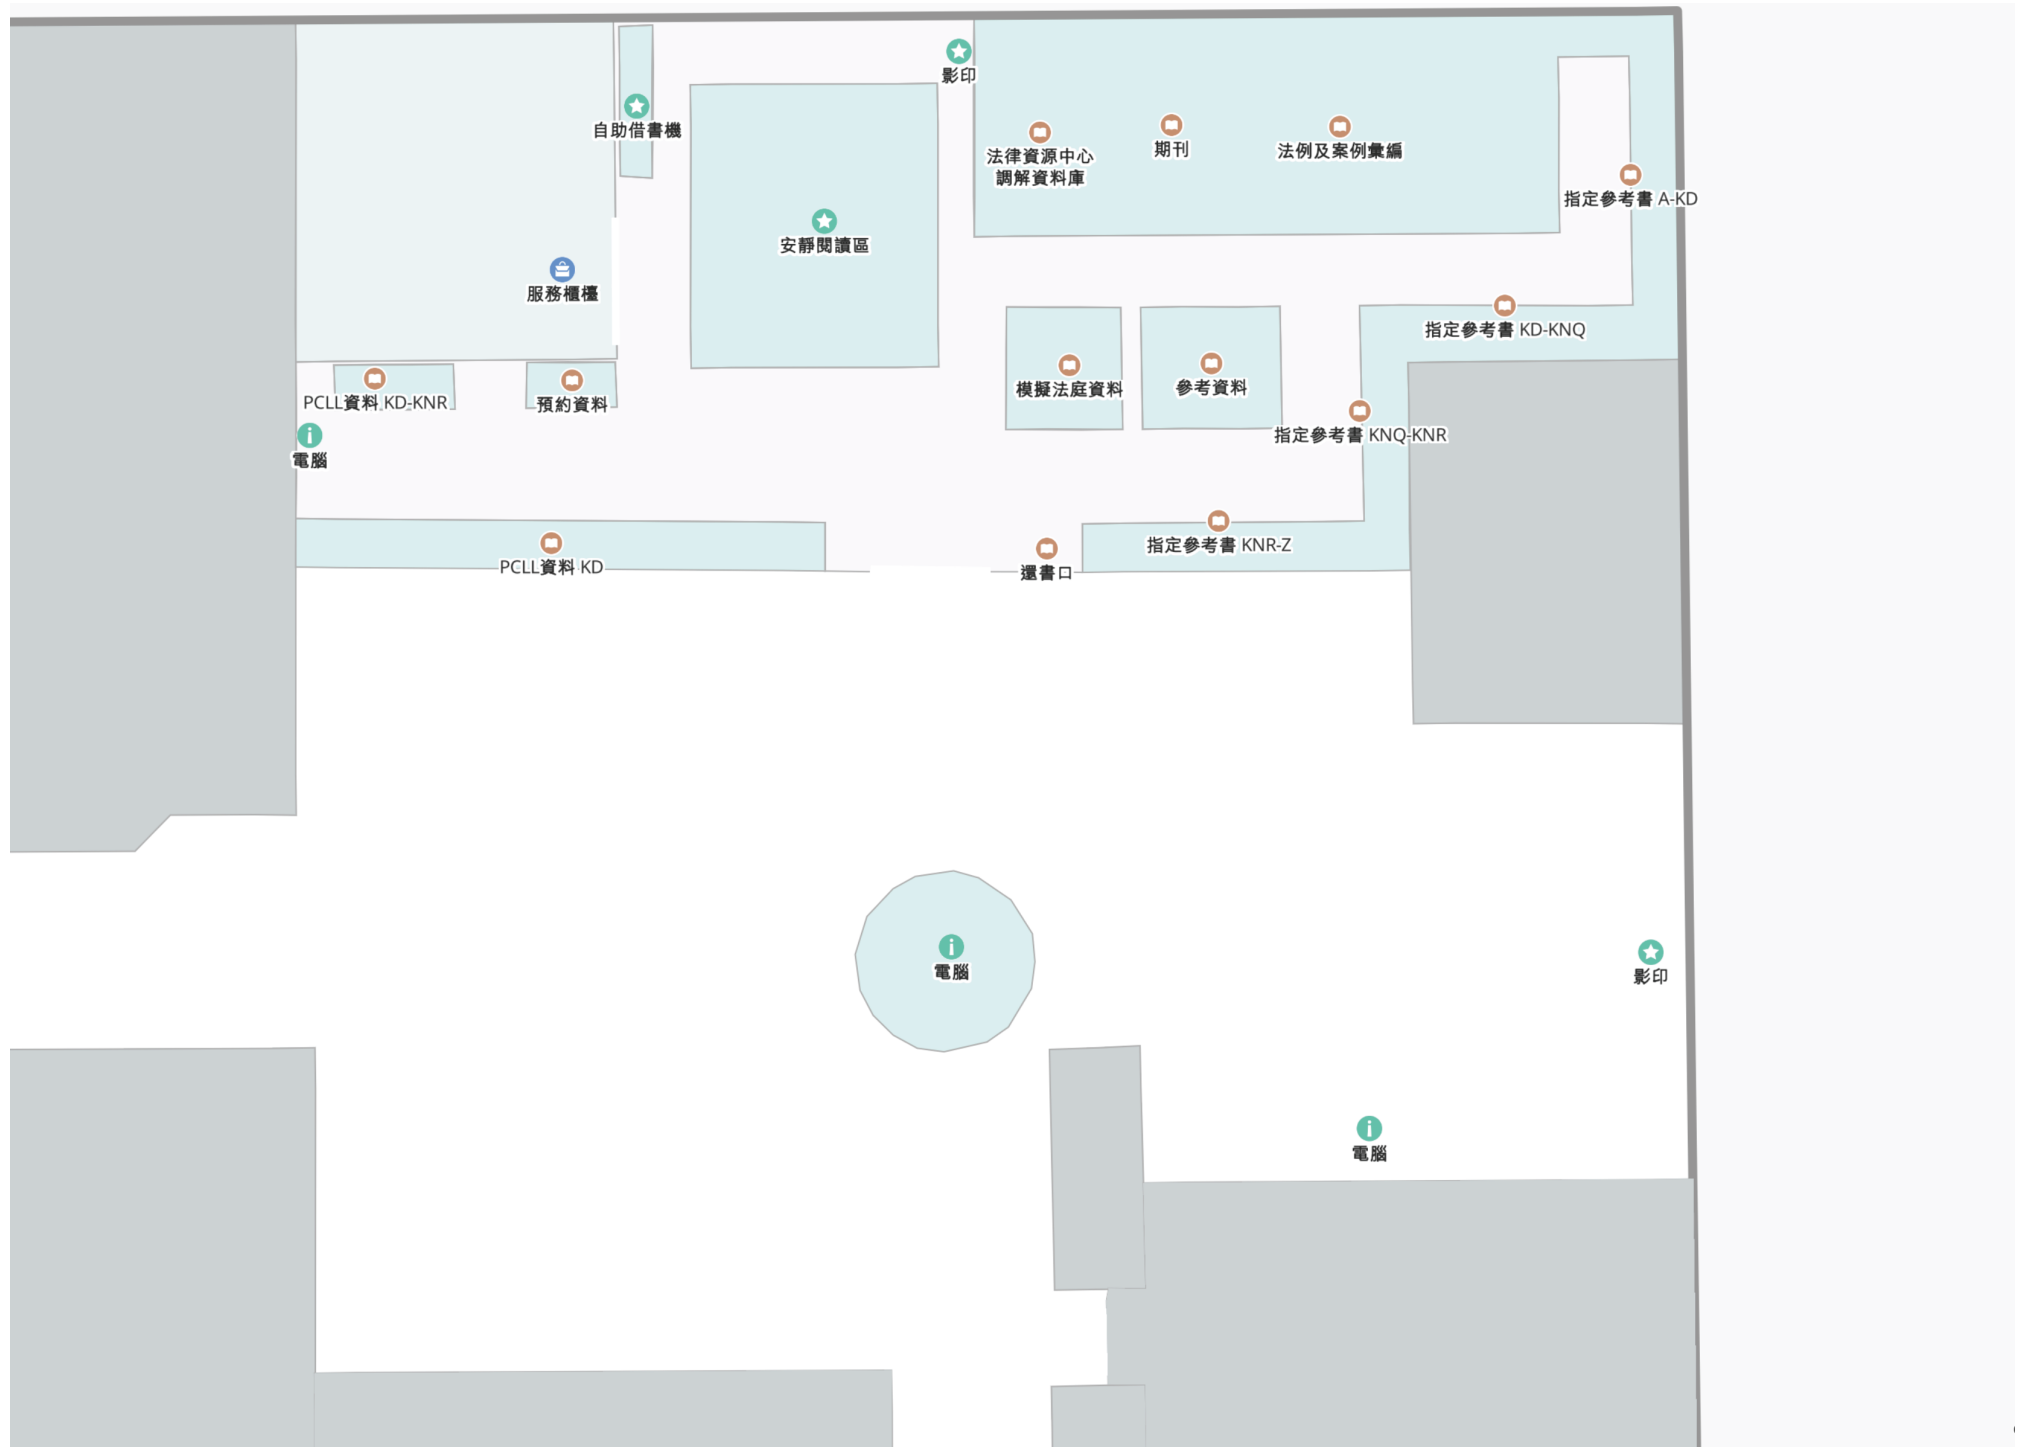 影印
自助借書機
法律資源中心
調解資料庫
期刊
法例及案例彙編
指定參考書 A-KD
安靜閱讀區
服務櫃檯
指定參考書 KD-KNQ
PCLL資料 KD-KNR
預約資料
模擬法庭資料
參考資料
指定參考書 KNQ-KNR
電腦
PCLL資料 KD
還書口
指定參考書 KNR-Z
電腦
影印
電腦